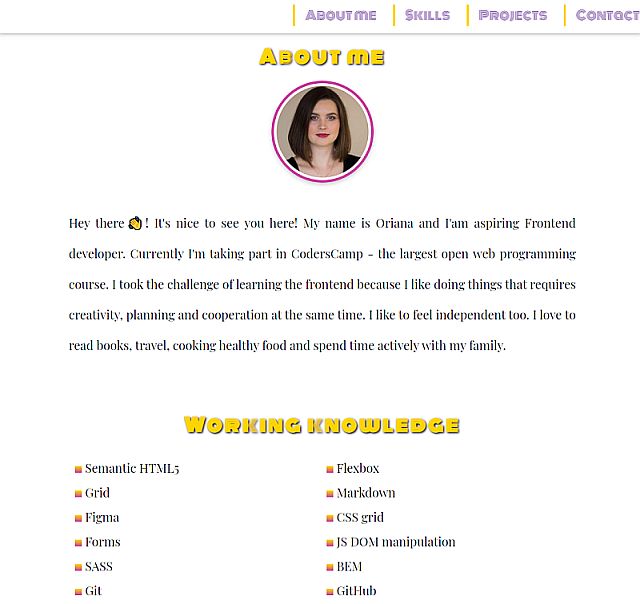 About me
Skills
Projects
Contact
About me
Hey there 👏! It's nice to see you here! My name is Oriana and I'am aspiring Frontend
developer. Currently I'm taking part in CodersCamp - the largest open web programming
course. I took the challenge of learning the frontend because I like doing things that requires
creativity, planning and cooperation at the same time. I like to feel independent too. I love to
read books, travel, cooking healthy food and spend time actively with my family.
Working knowledge
Semantic HTML5
Grid
Figma
Forms
SASS
Git
Flexbox
Markdown
CSS grid
JS DOM manipulation
BEM
GitHub